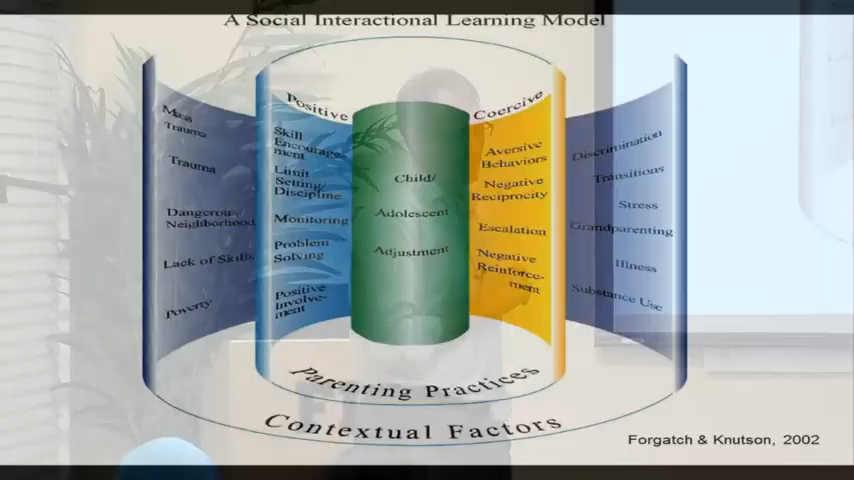 A Social Interactional Learning Model
Mass
Trauma
Trauma
Dangerous
Neighborhood
Lack of Skills
Poverty
Positive
Skill
Encourage-
ment
Limit
Setting/
Discipline
Monitoring
Problem
Solving
Positive
Involve-
ment
Child/
Adolescent
Adjustment
Coercive
Aversive
Behaviors
Negative
Reciprocity
Escalation
Negative
Reinforce-
ment
Discrimination
Transitions
Stress
Grandparenting
Illness
Substance Use
Parenting Practices
Contextual Factors
Forgatch & Knutson, 2002